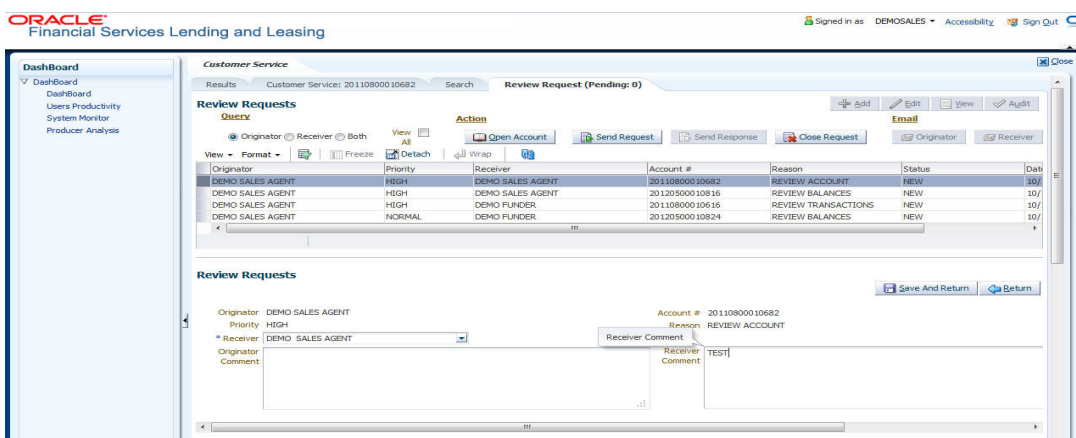 ORACLE
Financial Services Lending and Leasing
Signed in as DEMOSALES Accessibility Sign Out
DashBoard
DashBoard
DashBoard
Users Productivity
System Monitor
Producer Analysis
Customer Service
Close
Results Customer Service: 20110800010682 Search Review Request (Pending: 0)
Review Requests
Add Edit View Audit
Query Action Email
Originator Receiver Both View All Open Account Send Request Send Response Close Request Originator Receiver
View Format Freeze Detach Wrap
Originator Priority Receiver Account # Reason Status Date
DEMO SALES AGENT HIGH DEMO SALES AGENT 20110800010682 REVIEW ACCOUNT NEW 10/
DEMO SALES AGENT HIGH DEMO SALES AGENT 20120500010816 REVIEW BALANCES NEW 10/
DEMO SALES AGENT HIGH DEMO FUNDER 20110800010616 REVIEW TRANSACTIONS NEW 10/
DEMO SALES AGENT NORMAL DEMO FUNDER 20120500010824 REVIEW BALANCES NEW 10/
Review Requests
Save And Return Return
Originator DEMO SALES AGENT Account # 20110800010682
Priority HIGH Reason REVIEW ACCOUNT
* Receiver DEMO SALES AGENT Receiver Comment
Originator Comment Receiver Comment TEST